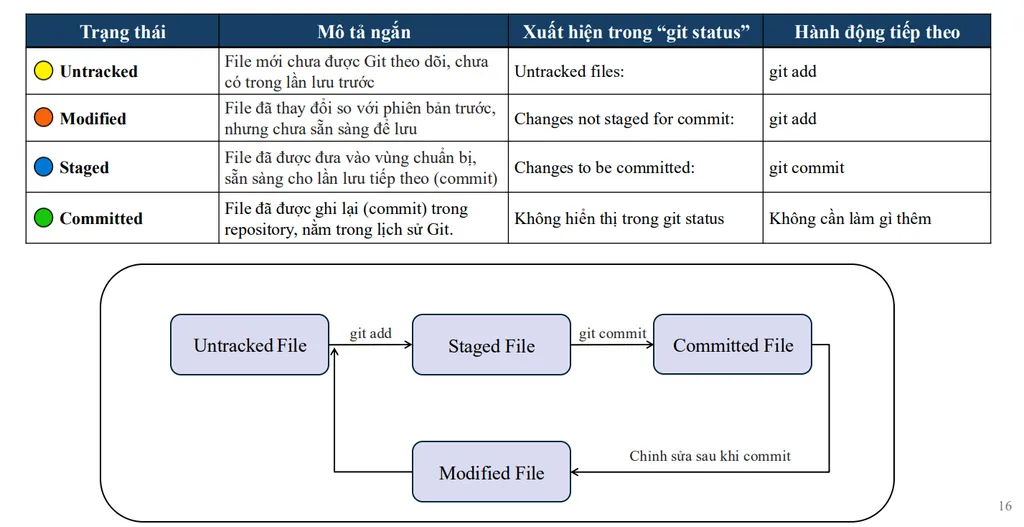 Trạng thái
Mô tả ngắn
Xuất hiện trong “git status”
Hành động tiếp theo
Untracked
File mới chưa được Git theo dõi, chưa
có trong lần lưu trước
Untracked files:
git add
Modified
File đã thay đổi so với phiên bản trước,
nhưng chưa sẵn sàng để lưu
Changes not staged for commit:
git add
Staged
File đã được đưa vào vùng chuẩn bị,
sẵn sàng cho lần lưu tiếp theo (commit)
Changes to be committed:
git commit
Committed
File đã được ghi lại (commit) trong
repository, nằm trong lịch sử Git.
Không hiển thị trong git status
Không cần làm gì thêm
Untracked File
git add
Staged File
git commit
Committed File
Modified File
Chỉnh sửa sau khi commit
16